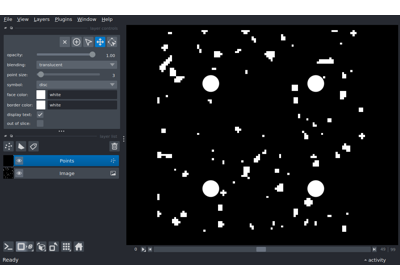 File View Layers Plugins Window Help
opacity: 1.00
blending: translucent
point size:
symbol: disc
face color: white
border color: white
display text:
out of slice:
Points
Image
Ready
activity